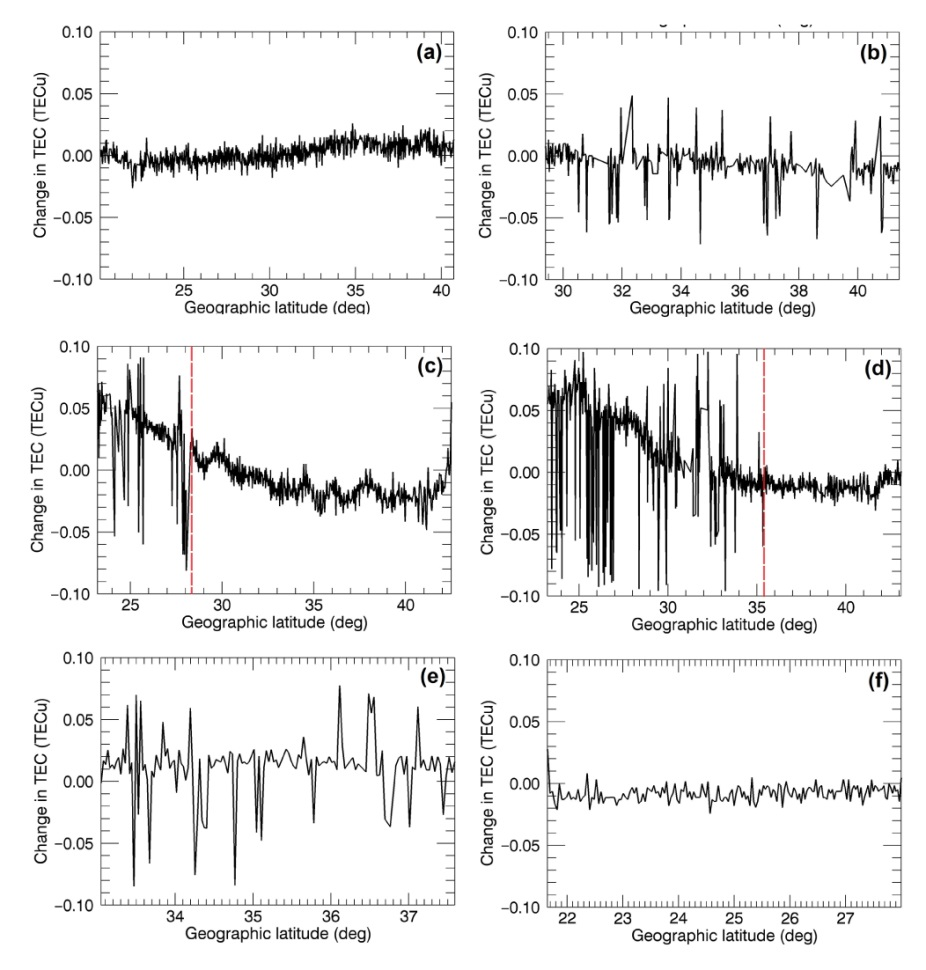 (a)
0.10
0.05
0.00
−0.05
−0.10
Change in TEC (TECu)
25 30 35 40
Geographic latitude (deg)
(b)
0.10
0.05
0.00
−0.05
−0.10
Change in TEC (TECu)
30 32 34 36 38 40
Geographic latitude (deg)
(c)
0.10
0.05
0.00
−0.05
−0.10
Change in TEC (TECu)
25 30 35 40
Geographic latitude (deg)
(d)
0.10
0.05
0.00
−0.05
−0.10
Change in TEC (TECu)
25 30 35 40
Geographic latitude (deg)
(e)
0.10
0.05
0.00
−0.05
−0.10
Change in TEC (TECu)
34 35 36 37
Geographic latitude (deg)
(f)
0.10
0.05
0.00
−0.05
−0.10
Change in TEC (TECu)
22 23 24 25 26 27
Geographic latitude (deg)